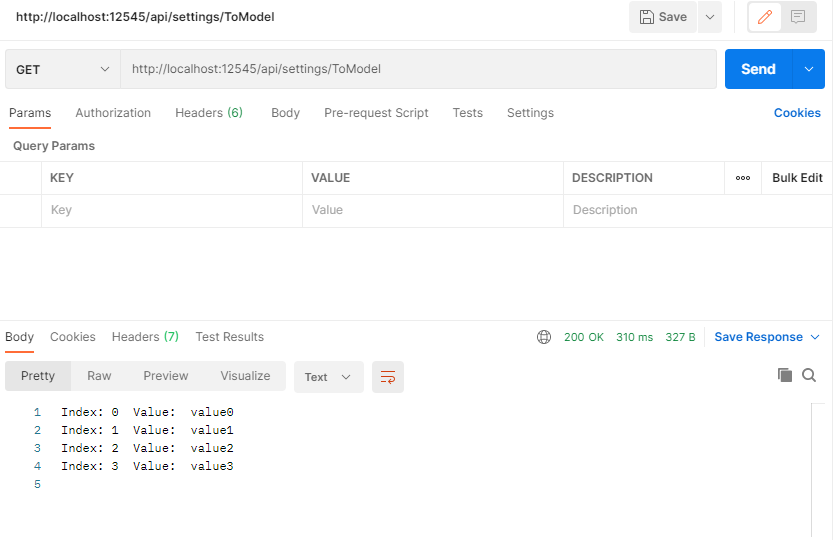 http://localhost:12545/api/settings/ToModel Save
GET http://localhost:12545/api/settings/ToModel Send
Params Authorization Headers (6) Body Pre-request Script Tests Settings Cookies
Query Params
KEY VALUE DESCRIPTION ooo Bulk Edit
Key Value Description
Body Cookies Headers (7) Test Results 200 OK 310 ms 327 B Save Response
Pretty Raw Preview Visualize Text
1 Index: 0  Value:  value0
2 Index: 1  Value:  value1
3 Index: 2  Value:  value2
4 Index: 3  Value:  value3
5